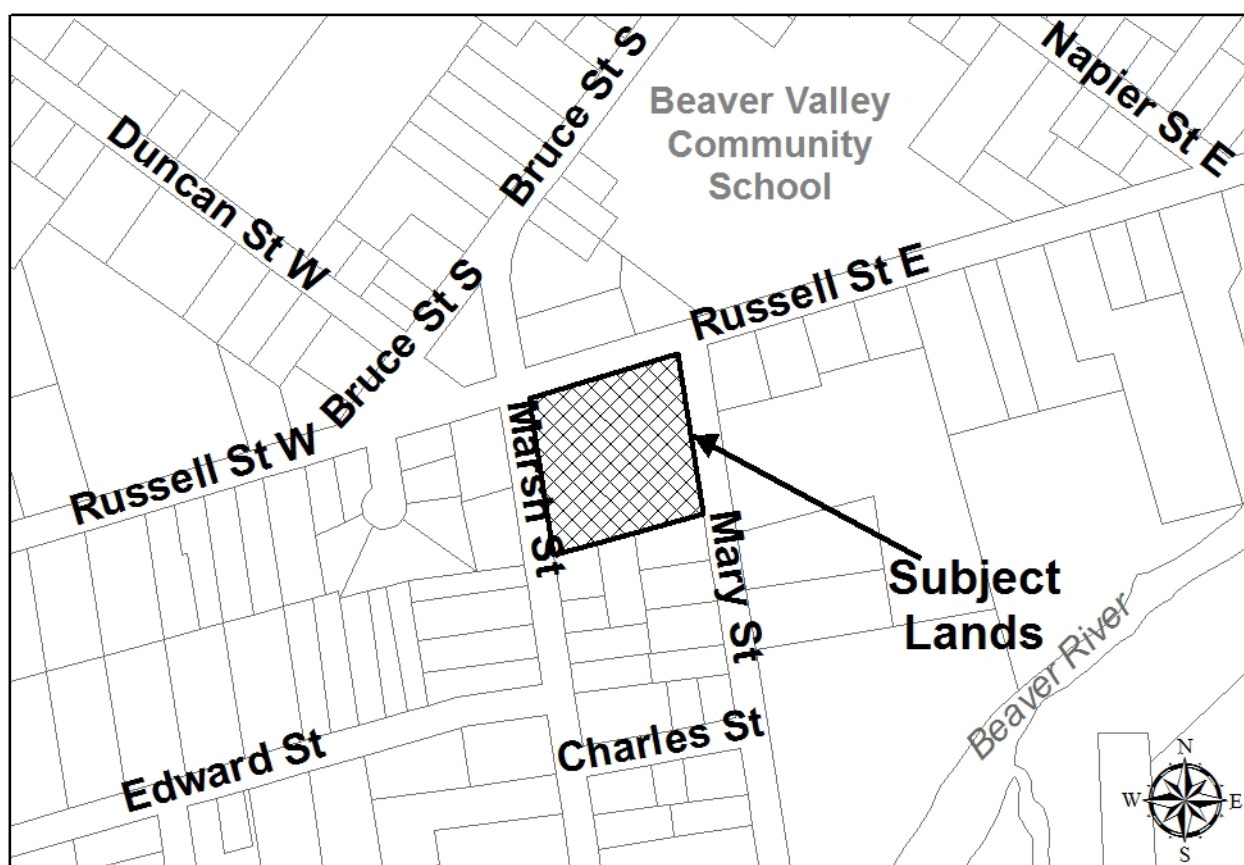 Napier St E
Bruce St S
Beaver Valley
Community
School
Duncan St W
Russell St E
Bruce St S
Russell St W
Marsh St
Mary St
Subject
Lands
Beaver River
Edward St
Charles St
N
W
E
S